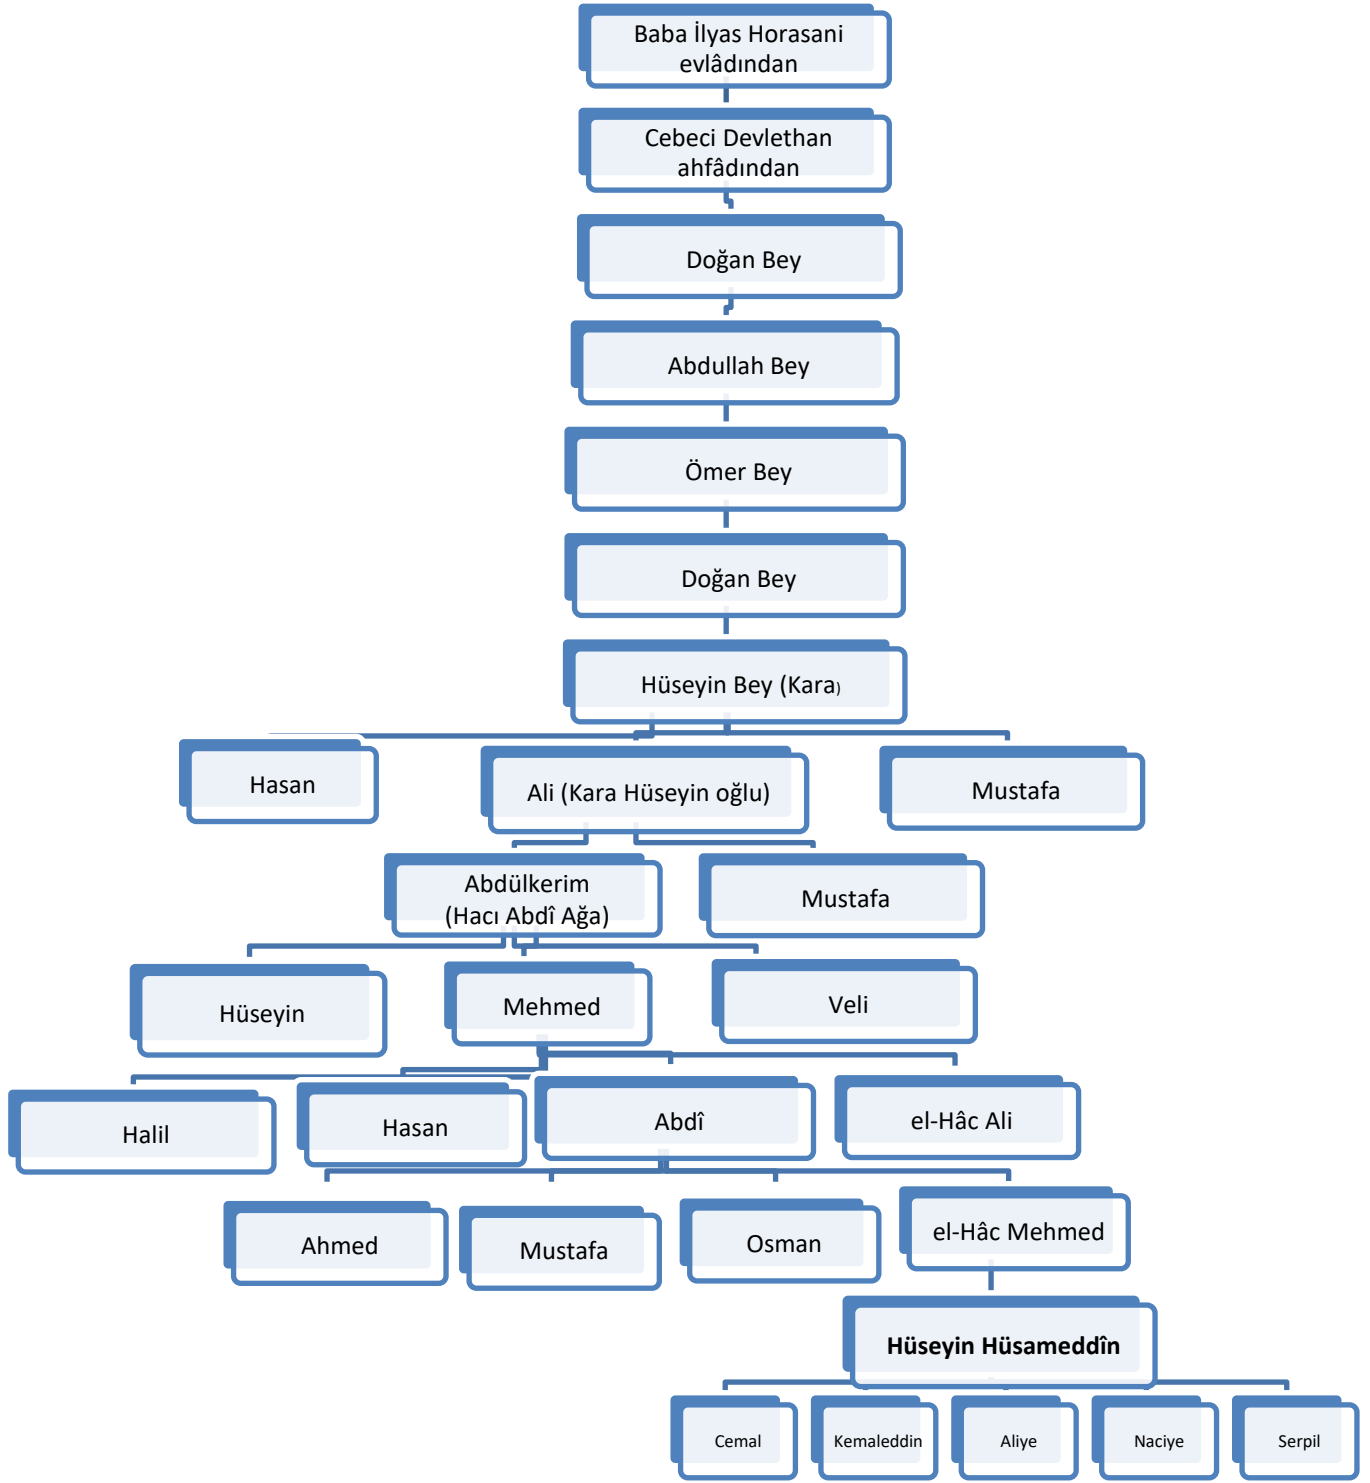 Baba İlyas Horasani
evlâdından
Cebeci Devlethan
ahfâdından
Doğan Bey
Abdullah Bey
Ömer Bey
Doğan Bey
Hüseyin Bey (Kara)
Hasan
Ali (Kara Hüseyin oğlu)
Mustafa
Abdülkerim
(Hacı Abdî Ağa)
Mustafa
Hüseyin
Mehmed
Veli
Halil
Hasan
Abdî
el-Hâc Ali
Ahmed
Mustafa
Osman
el-Hâc Mehmed
Hüseyin Hüsameddîn
Cemal
Kemaleddin
Aliye
Naciye
Serpil